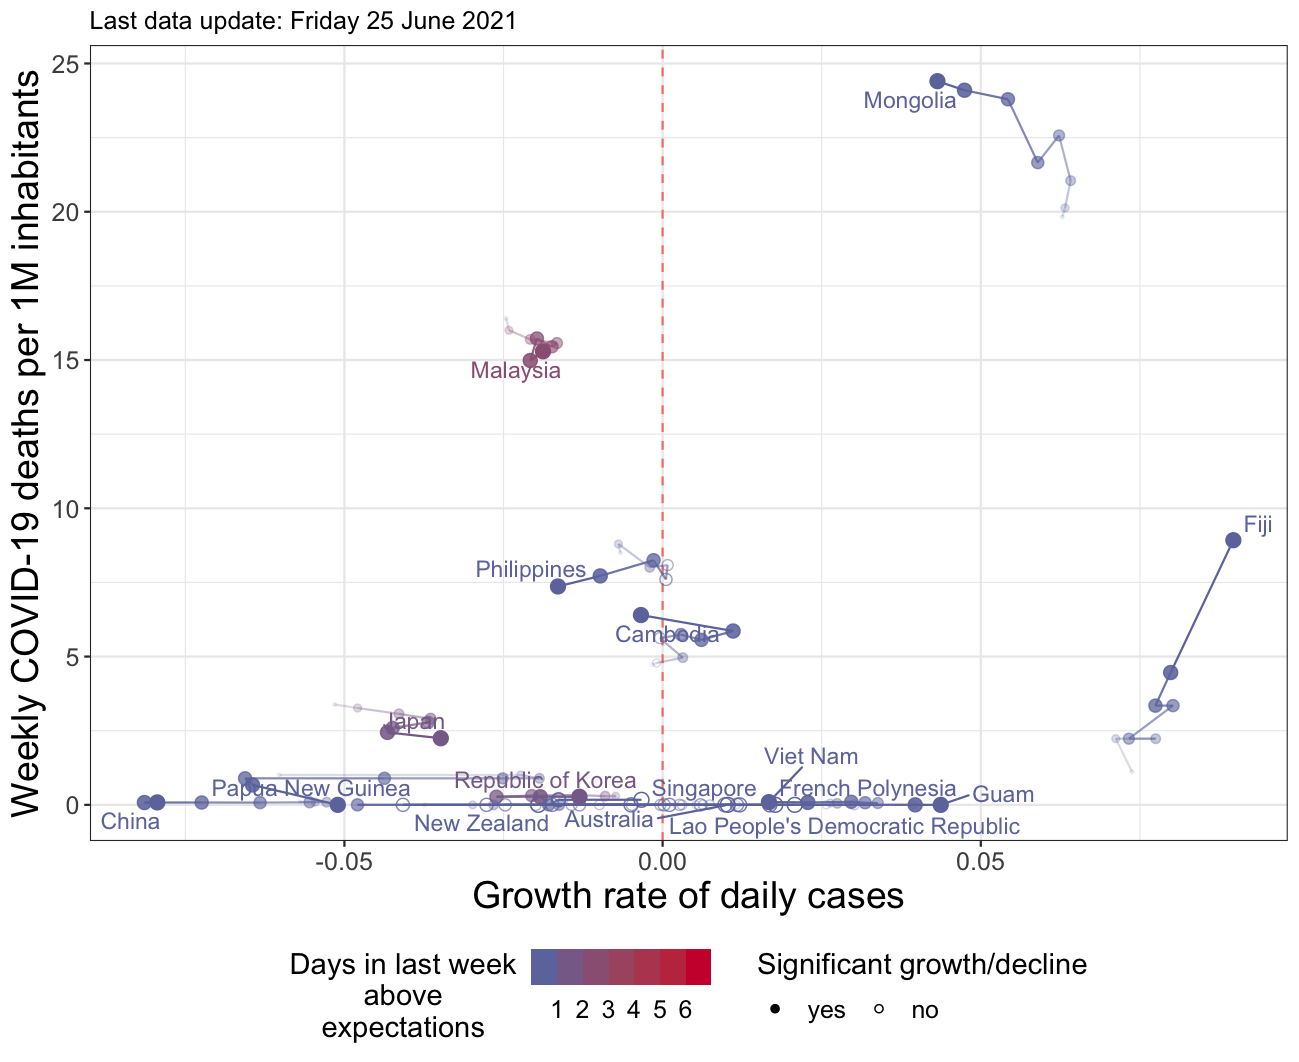 Last data update: Friday 25 June 2021
Weekly COVID-19 deaths per 1M inhabitants
25
20
15
10
5
0
Mongolia
Malaysia
Fiji
Philippines
Cambodia
Japan
Viet Nam
Republic of Korea
Papua New Guinea
Singapore
French Polynesia
Guam
China
New Zealand
Australia
Lao People's Democratic Republic
-0.05
0.00
0.05
Growth rate of daily cases
Days in last week
above
expectations
1 2 3 4 5 6
Significant growth/decline
yes
no